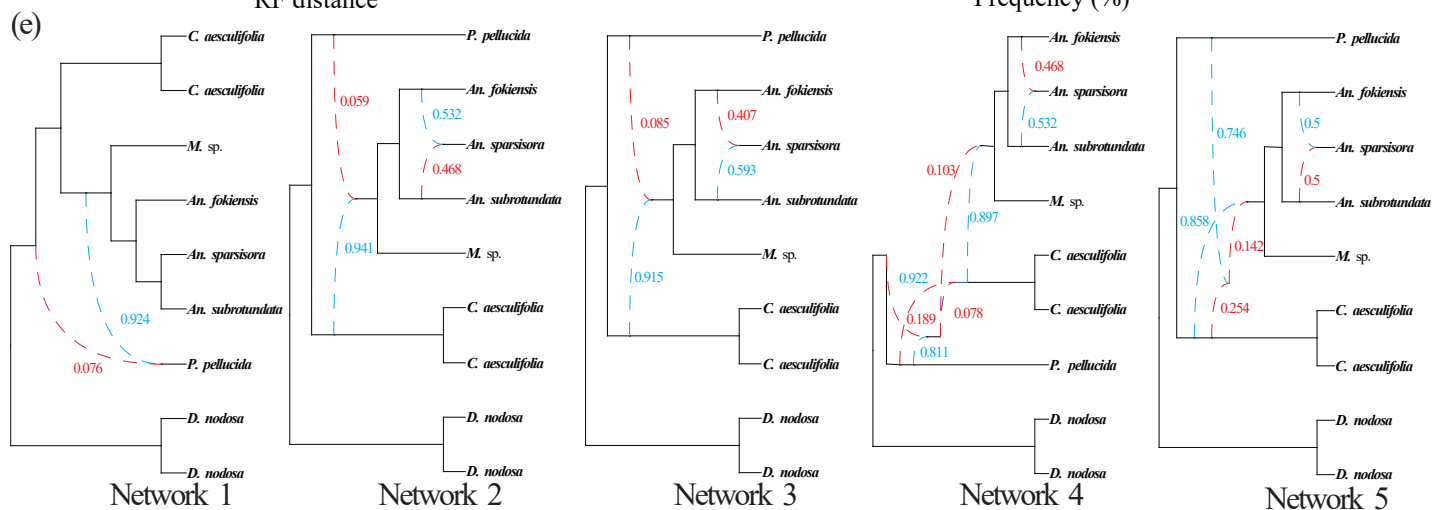 RF distance
Frequency (%)
(e)
C. aesculifolia
C. aesculifolia
M. sp.
An. fokiensis
An. sparsisora
An. subrotundata
0.924
0.076
P. pellucida
D. nodosa
D. nodosa
Network 1
P. pellucida
0.059
An. fokiensis
0.532
An. sparsisora
0.468
An. subrotundata
0.941
M. sp.
C. aesculifolia
C. aesculifolia
D. nodosa
D. nodosa
Network 2
P. pellucida
0.085
An. fokiensis
0.407
An. sparsisora
0.593
An. subrotundata
0.915
M. sp.
C. aesculifolia
C. aesculifolia
D. nodosa
D. nodosa
Network 3
An. fokiensis
0.468
An. sparsisora
0.532
An. subrotundata
0.103
M. sp.
0.897
C. aesculifolia
0.922
C. aesculifolia
0.189
0.078
0.811
P. pellucida
D. nodosa
D. nodosa
Network 4
P. pellucida
An. fokiensis
0.746
0.5
An. sparsisora
0.5
An. subrotundata
0.858
0.142
M. sp.
0.254
C. aesculifolia
C. aesculifolia
D. nodosa
D. nodosa
Network 5